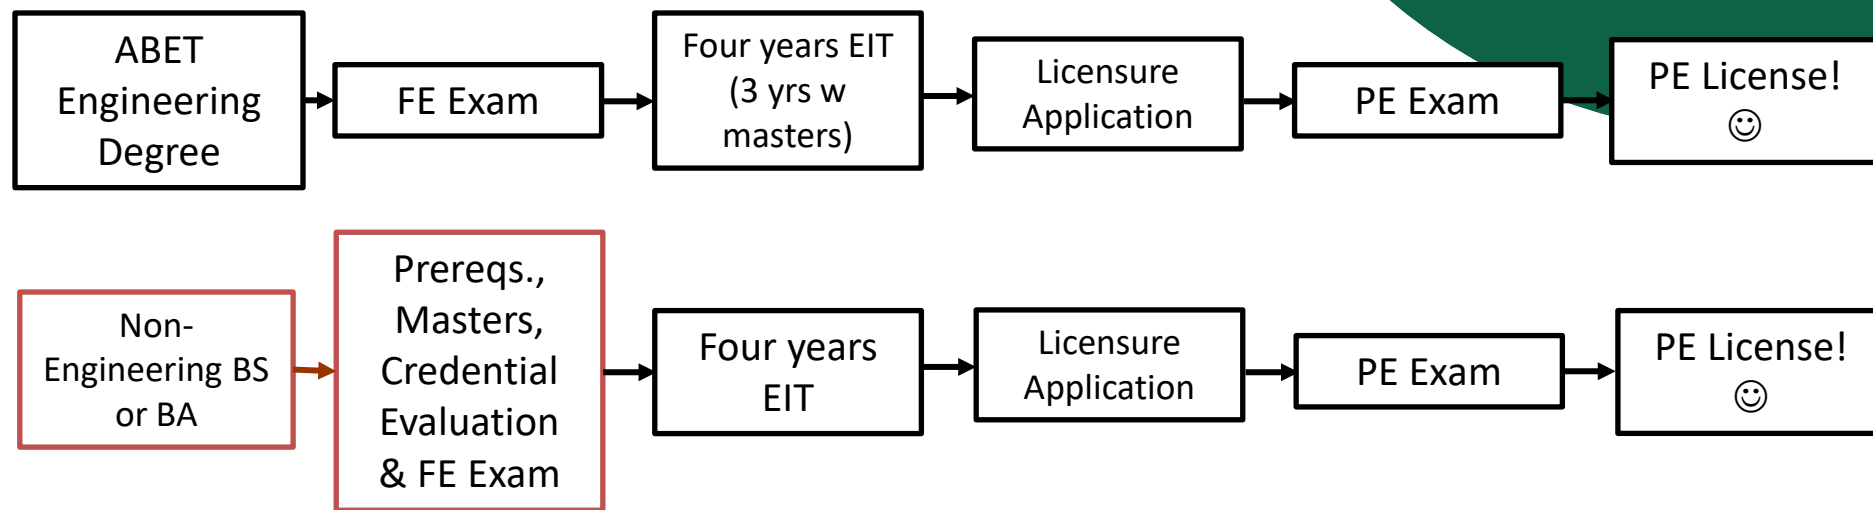 ABET
Engineering
Degree
FE Exam
Four years EIT
(3 yrs w
masters)
Licensure
Application
PE Exam
PE License!
☺
Non-
Engineering BS
or BA
Prereqs.,
Masters,
Credential
Evaluation
& FE Exam
Four years
EIT
Licensure
Application
PE Exam
PE License!
☺